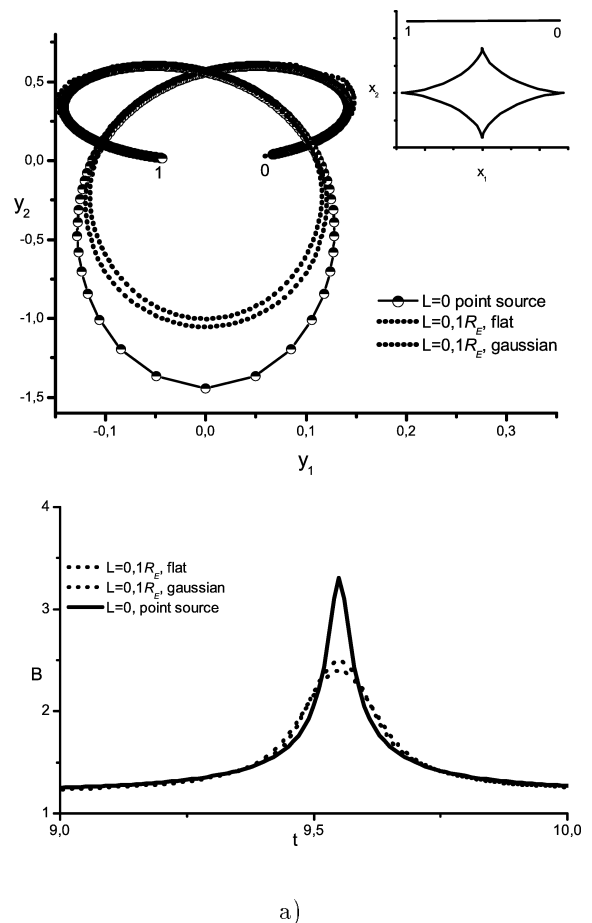 0,5
0,0
-0,5
-1,0
-1,5
y2
-0,1
0,0
0,1
0,2
0,3
y1
1
0
L=0 point source
L=0,1RE, flat
L=0,1RE, gaussian
1
0
x2
x1
4
3
2
1
B
L=0,1RE, flat
L=0,1RE, gaussian
L=0, point source
9,0
9,5
10,0
t
a)